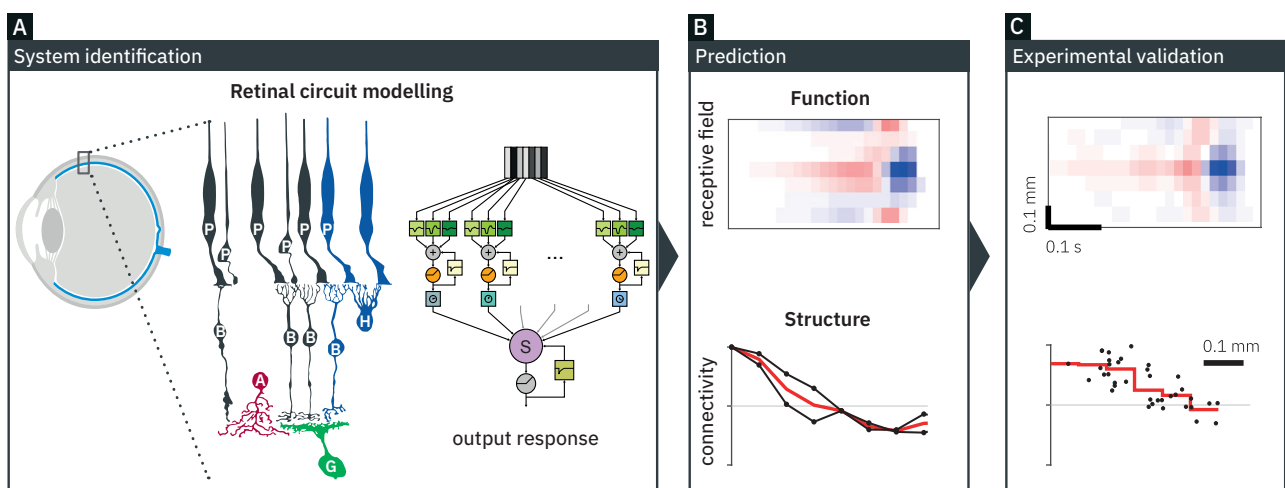 A
System identification
Retinal circuit modelling
P
P
P
P
P
P
B
B
B
B
H
A
G
+
+
+
...
S
output response
B
Prediction
Function
receptive field
Structure
connectivity
C
Experimental validation
0.1 mm
0.1 s
0.1 mm